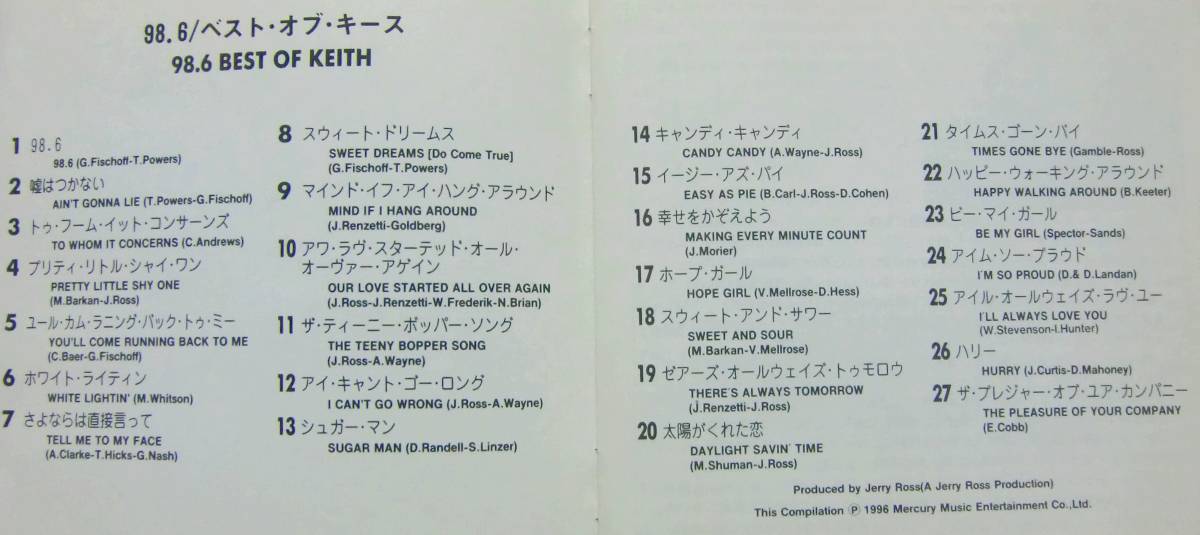 98.6/ベスト・オブ・キース
98.6 BEST OF KEITH
1 98.6
98.6 (G.Fischoff-T.Powers)
2 嘘はつかない
AIN'T GONNA LIE (T.Powers-G.Fischoff)
3 トゥ・フーム・イット・コンサーンズ
TO WHOM IT CONCERNS (C.Andrews)
4 プリティ・リトル・シャイ・ワン
PRETTY LITTLE SHY ONE
(M.Barkan-J.Ross)
5 ユール・カム・ラニング・バック・トゥ・ミー
YOU'LL COME RUNNING BACK TO ME
(C.Baer-G.Fischoff)
6 ホワイト・ライティン
WHITE LIGHTIN' (M.Whitson)
7 さよならは直接言って
TELL ME TO MY FACE
(A.Clarke-T.Hicks-G.Nash)
8 スウィート・ドリームス
SWEET DREAMS [Do Come True]
(G.Fischoff-T.Powers)
9 マインド・イフ・アイ・ハング・アラウンド
MIND IF I HANG AROUND
(J.Renzetti-Goldberg)
10 アワ・ラヴ・スターテッド・オール・
オーヴァー・アゲイン
OUR LOVE STARTED ALL OVER AGAIN
(J.Ross-J.Renzetti-W.Frederik-N.Brian)
11 ザ・ティーニー・ボッパー・ソング
THE TEENY BOPPER SONG
(J.Ross-A.Wayne)
12 アイ・キャント・ゴー・ロング
I CAN'T GO WRONG (J.Ross-A.Wayne)
13 シュガー・マン
SUGAR MAN (D.Randell-S.Linzer)
14 キャンディ・キャンディ
CANDY CANDY (A.Wayne-J.Ross)
15 イージー・アズ・パイ
EASY AS PIE (B.Carl-J.Ross-D.Cohen)
16 幸せをかぞえよう
MAKING EVERY MINUTE COUNT
(J.Morier)
17 ホープ・ガール
HOPE GIRL (V.Mellrose-D.Hess)
18 スウィート・アンド・サワー
SWEET AND SOUR
(M.Barkan-V.Mellrose)
19 ゼアーズ・オールウェイズ・トゥモロウ
THERE'S ALWAYS TOMORROW
(J.Renzetti-J.Ross)
20 太陽がくれた恋
DAYLIGHT SAVIN' TIME
(M.Shuman-J.Ross)
21 タイムス・ゴーン・バイ
TIMES GONE BYE (Gamble-Ross)
22 ハッピー・ウォーキング・アラウンド
HAPPY WALKING AROUND (B.Keeter)
23 ビー・マイ・ガール
BE MY GIRL (Spector-Sands)
24 アイム・ソー・プラウド
I'M SO PROUD (D.& D.Landan)
25 アイル・オールウェイズ・ラヴ・ユー
I'LL ALWAYS LOVE YOU
(W.Stevenson-I.Hunter)
26 ハリー
HURRY (J.Curtis-D.Mahoney)
27 ザ・プレジャー・オブ・ユア・カンパニー
THE PLEASURE OF YOUR COMPANY
(E.Cobb)
Produced by Jerry Ross(A Jerry Ross Production)
This Compilation Ⓟ 1996 Mercury Music Entertainment Co.,Ltd.